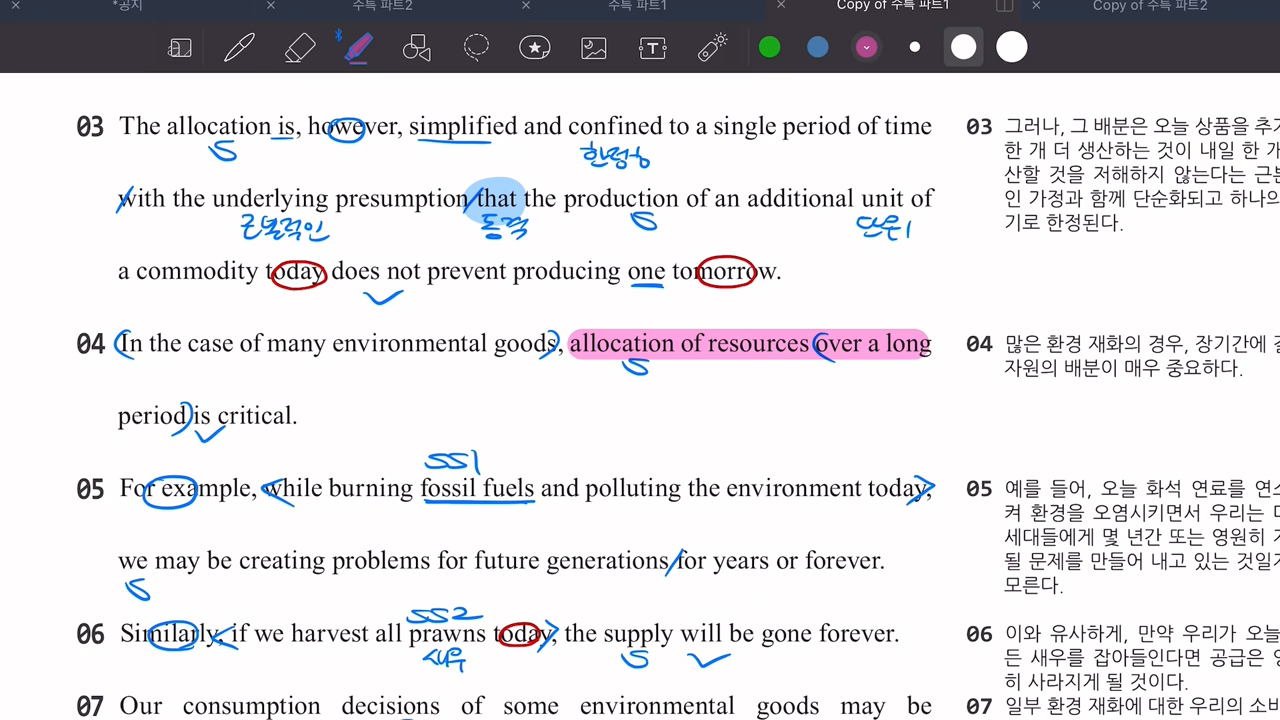 *공지
수특 파트2
수특 파트1
Copy of 수특 파트1
Copy of 수특 파트2
03 The allocation is, however, simplified and confined to a single period of time
S
한정상
with the underlying presumption that the production of an additional unit of
근본적인 동격 S 단위
a commodity today does not prevent producing one tomorrow.
04 In the case of many environmental goods, allocation of resources over a long
S
period is critical.
SS1
05 For example, while burning fossil fuels and polluting the environment today,
we may be creating problems for future generations for years or forever.
S
SS2
06 Similarly, if we harvest all prawns today, the supply will be gone forever.
새우 S
07 Our consumption decisions of some environmental goods may be
03 그러나, 그 배분은 오늘 상품을 추가
한 개 더 생산하는 것이 내일 한 개
산할 것을 저해하지 않는다는 근본
인 가정과 함께 단순화되고 하나의
기로 한정된다.
04 많은 환경 재화의 경우, 장기간에
자원의 배분이 매우 중요하다.
05 예를 들어, 오늘 화석 연료를 연소
켜 환경을 오염시키면서 우리는
세대들에게 몇 년간 또는 영원히
될 문제를 만들어 내고 있는 것일
모른다.
06 이와 유사하게, 만약 우리가 오늘
든 새우를 잡아들인다면 공급은
히 사라지게 될 것이다.
07 일부 환경 재화에 대한 우리의 소비